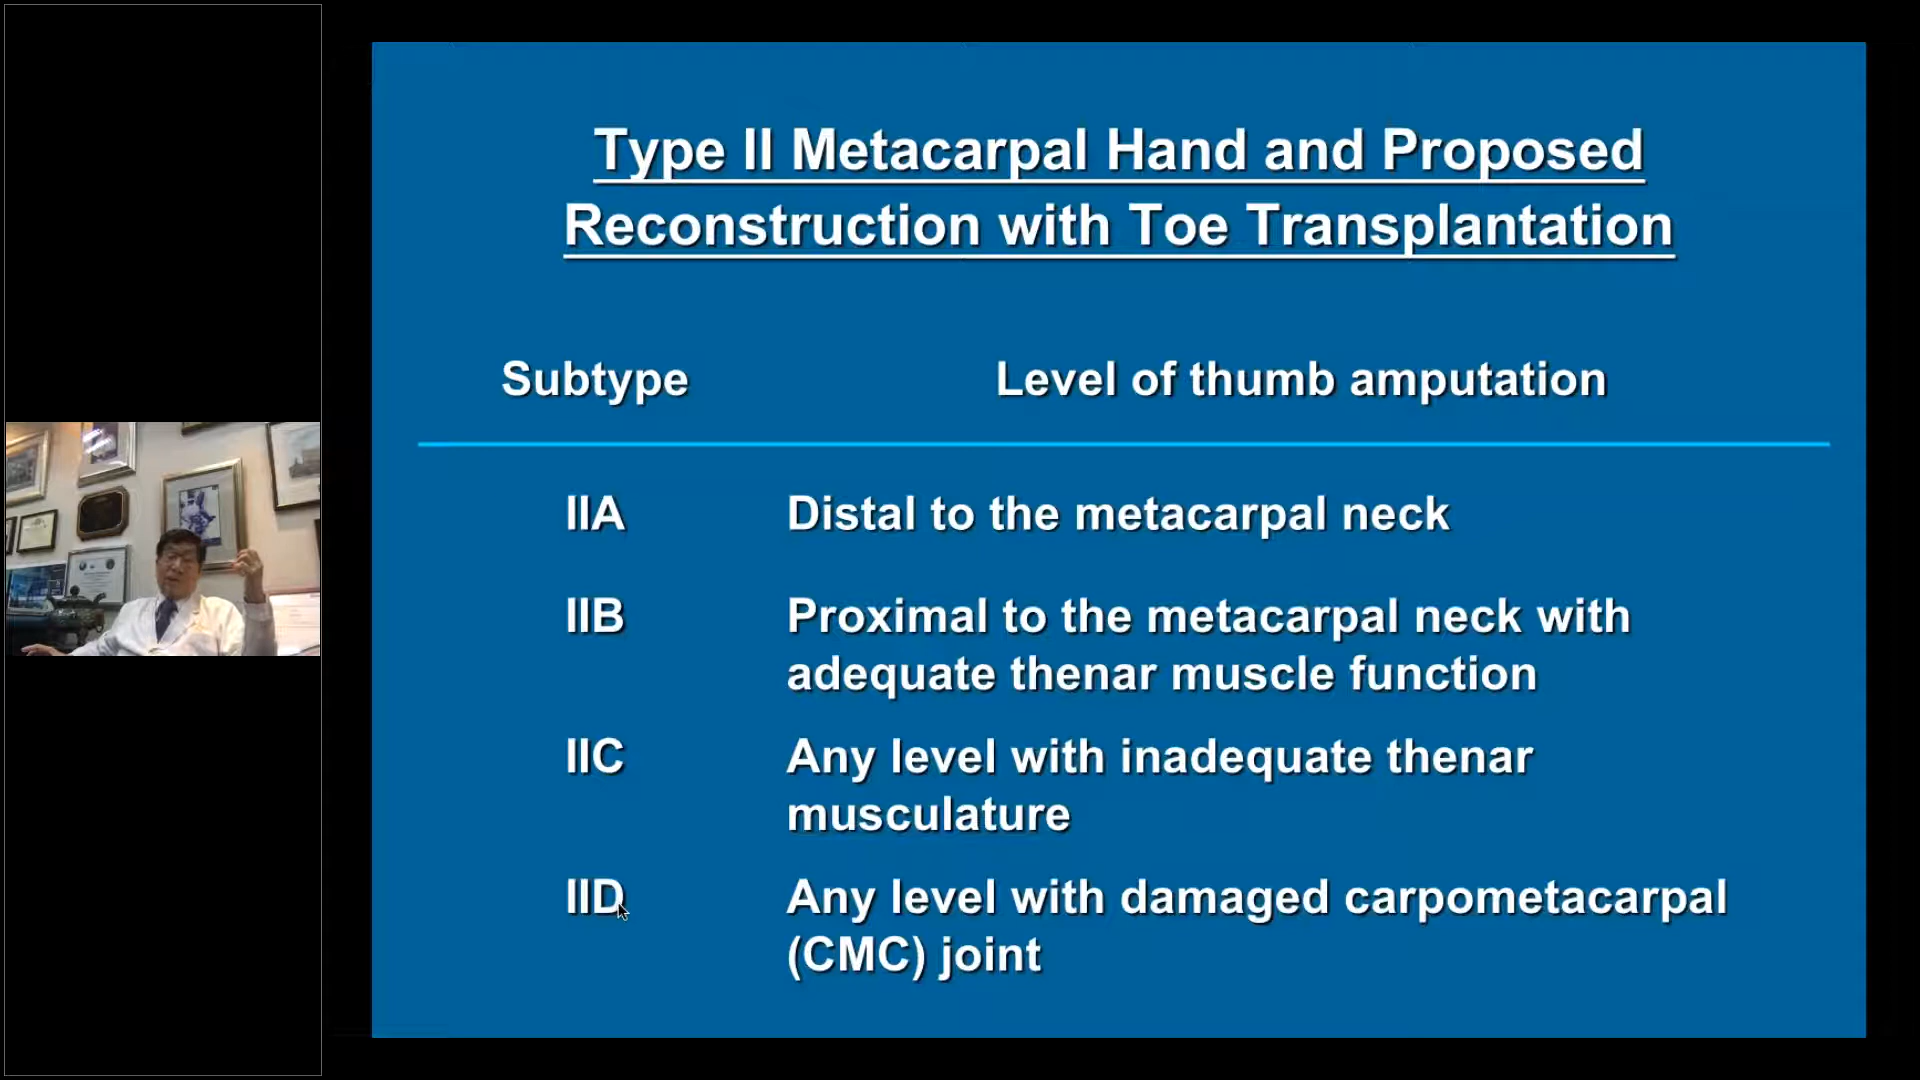 Type II Metacarpal Hand and Proposed
Reconstruction with Toe Transplantation
Subtype Level of thumb amputation
IIA Distal to the metacarpal neck
IIB Proximal to the metacarpal neck with
adequate thenar muscle function
IIC Any level with inadequate thenar
musculature
IID Any level with damaged carpometacarpal
(CMC) joint